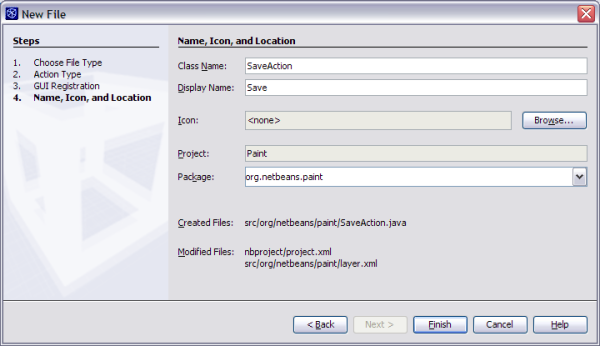 New File
Steps
1. Choose File Type
2. Action Type
3. GUI Registration
4. Name, Icon, and Location
Name, Icon, and Location
Class Name: SaveAction
Display Name: Save
Icon: <none> Browse...
Project: Paint
Package: org.netbeans.paint
Created Files: src/org/netbeans/paint/SaveAction.java
Modified Files: nbproject/project.xml
src/org/netbeans/paint/layer.xml
< Back Next > Finish Cancel Help